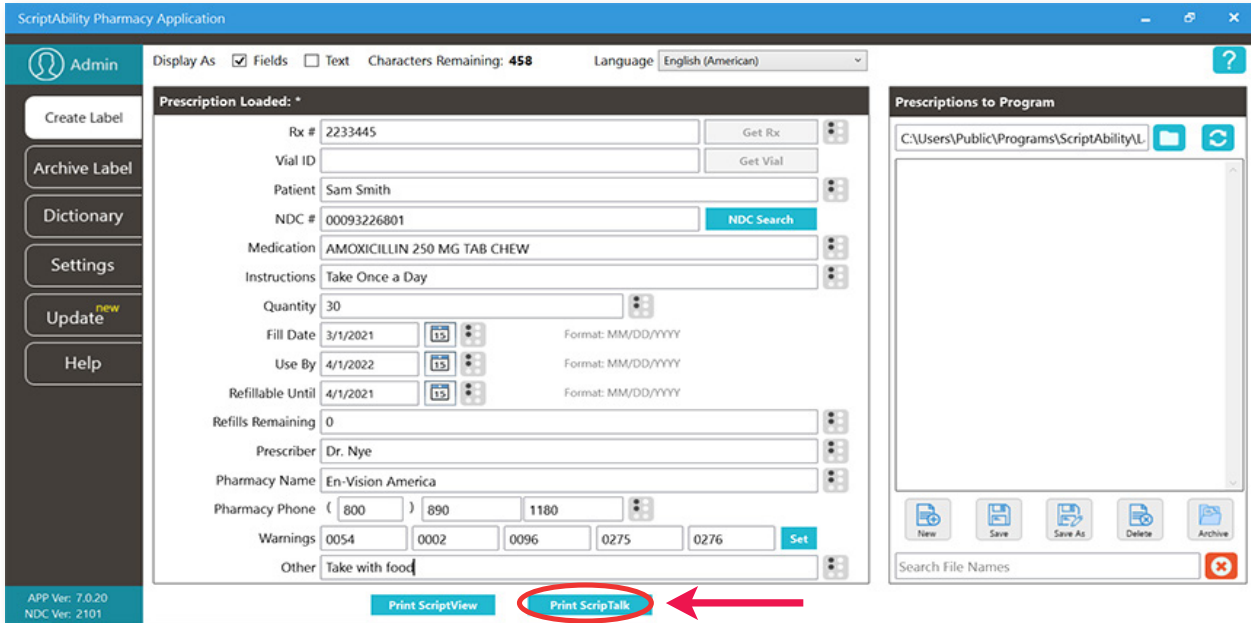 ScriptAbility Pharmacy Application
Admin
Display As Fields Text Characters Remaining: 458 Language English (American)
?
Create Label
Archive Label
Dictionary
Settings
Update new
Help
APP Ver: 7.0.20
NDC Ver: 2101
Prescription Loaded: *
Rx # 2233445 Get Rx
Vial ID Get Vial
Patient Sam Smith
NDC # 00093226801 NDC Search
Medication AMOXICILLIN 250 MG TAB CHEW
Instructions Take Once a Day
Quantity 30
Fill Date 3/1/2021 15 Format: MM/DD/YYYY
Use By 4/1/2022 15 Format: MM/DD/YYYY
Refillable Until 4/1/2021 15 Format: MM/DD/YYYY
Refills Remaining 0
Prescriber Dr. Nye
Pharmacy Name En-Vision America
Pharmacy Phone ( 800 ) 890 1180
Warnings 0054 0002 0096 0275 0276 Set
Other Take with food
Print ScriptView Print ScripTalk
Prescriptions to Program
C:\Users\Public\Programs\ScriptAbility\L
New Save Save As Delete Archive
Search File Names